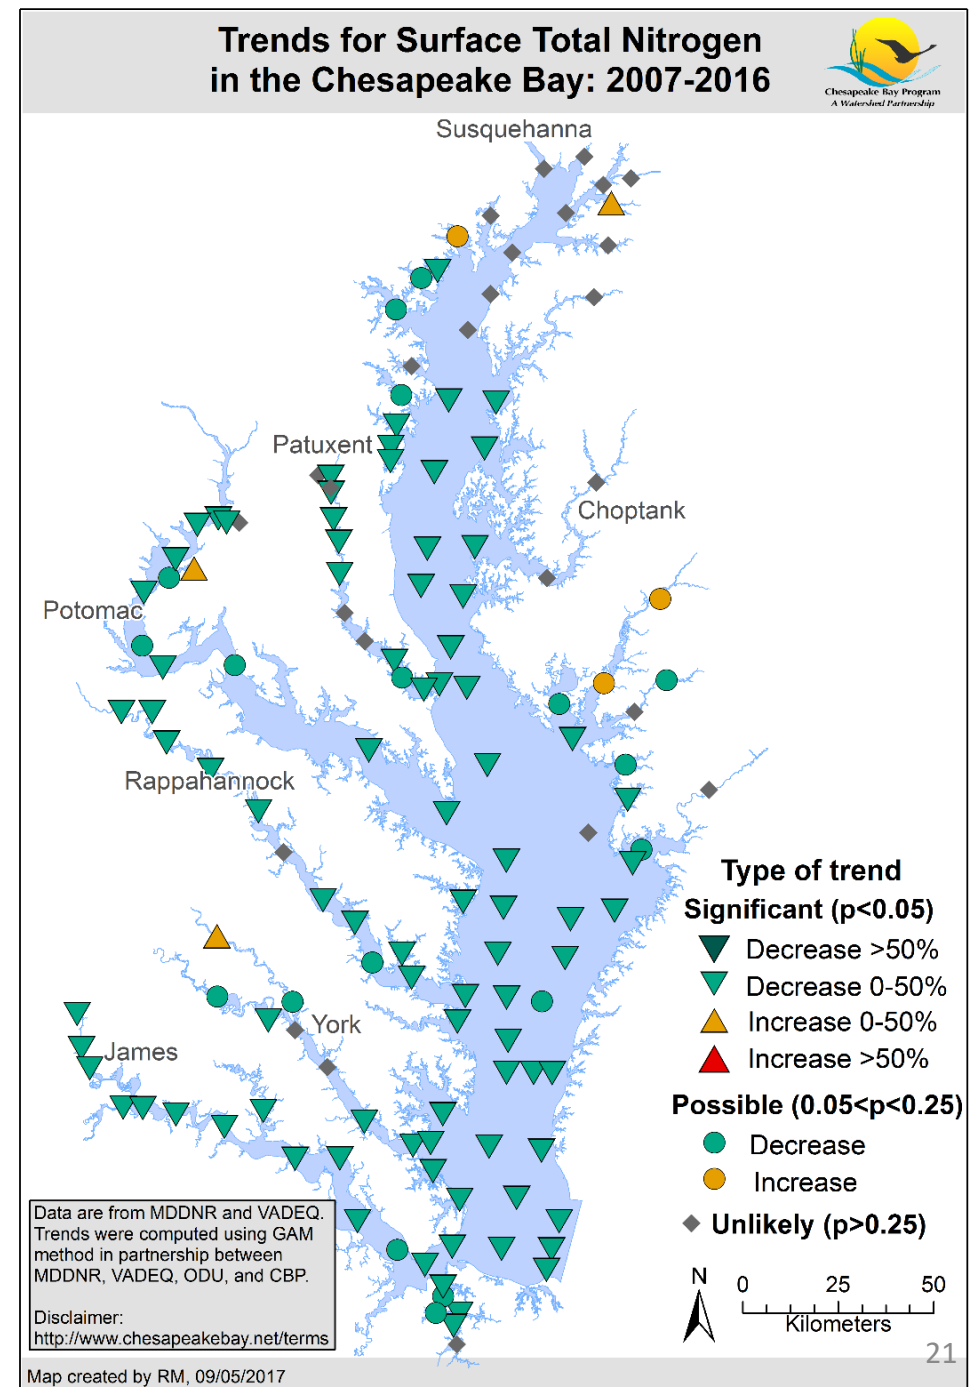 Trends for Surface Total Nitrogen
in the Chesapeake Bay: 2007-2016
Chesapeake Bay Program
A Watershed Partnership
Susquehanna
Patuxent
Choptank
Potomac
Rappahannock
York
James
Type of trend
Significant (p<0.05)
Decrease >50%
Decrease 0-50%
Increase 0-50%
Increase >50%
Possible (0.05<p<0.25)
Decrease
Increase
Unlikely (p>0.25)
N
0 25 50
Kilometers
Data are from MDDNR and VADEQ.
Trends were computed using GAM
method in partnership between
MDDNR, VADEQ, ODU, and CBP.
Disclaimer:
http://www.chesapeakebay.net/terms
21
Map created by RM, 09/05/2017